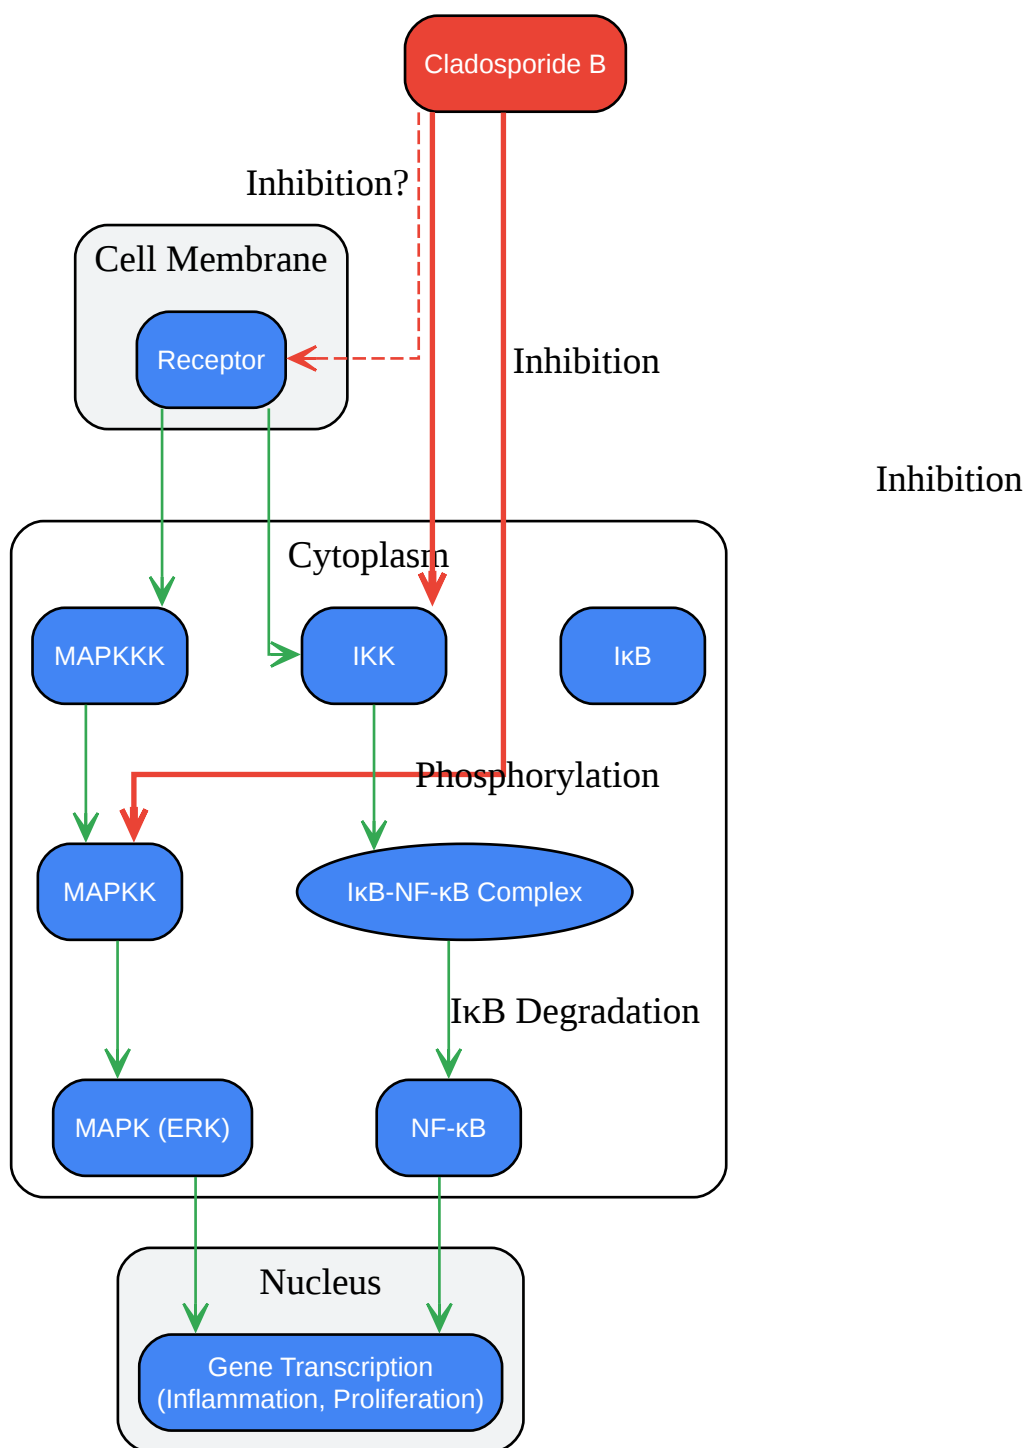 Cladosporide B
Inhibition?
Cell Membrane
Receptor
Inhibition
Inhibition
Cytoplasm
MAPKKK
IKK
IκB
Phosphorylation
MAPKK
IκB-NF-κB Complex
IκB Degradation
MAPK (ERK)
NF-κB
Nucleus
Gene Transcription
(Inflammation, Proliferation)